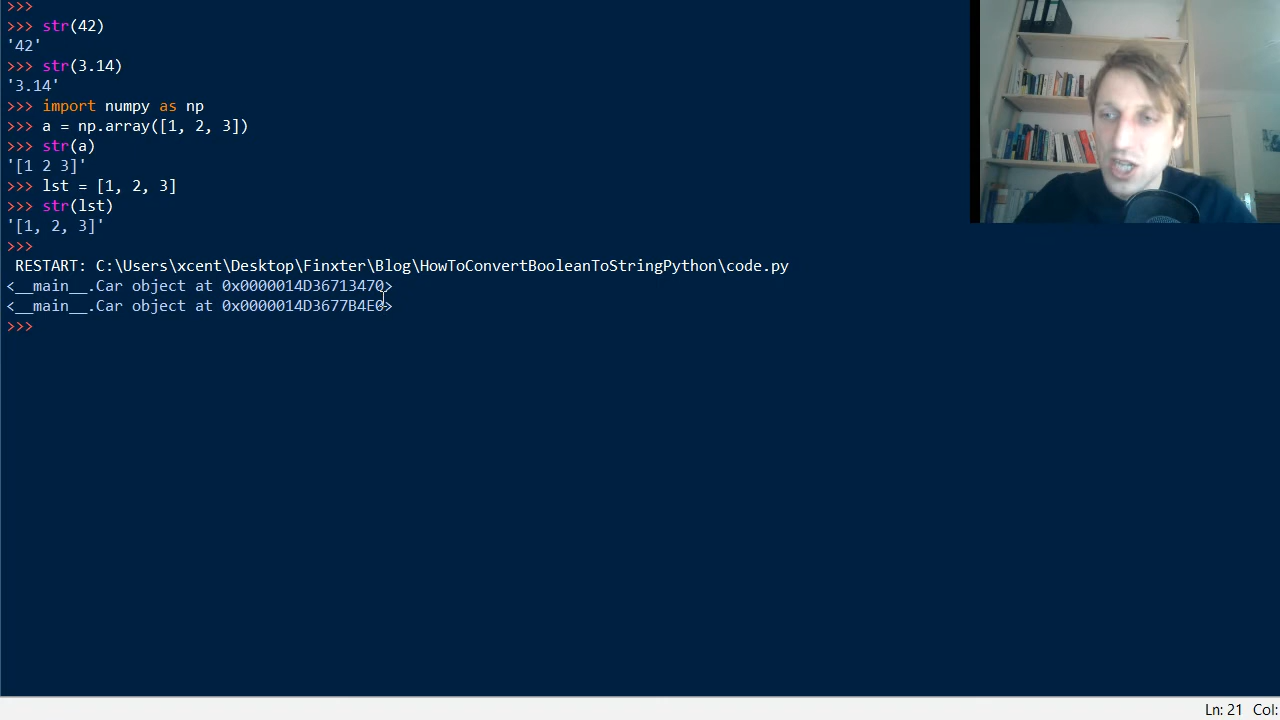 >>>
>>> str(42)
'42'
>>> str(3.14)
'3.14'
>>> import numpy as np
>>> a = np.array([1, 2, 3])
>>> str(a)
'[1 2 3]'
>>> lst = [1, 2, 3]
>>> str(lst)
'[1, 2, 3]'
>>>
RESTART: C:\Users\xcent\Desktop\Finxter\Blog\HowToConvertBooleanToStringPython\code.py
<__main__.Car object at 0x0000014D36713470>
<__main__.Car object at 0x0000014D3677B4E0>
>>>
Ln: 21 Col: